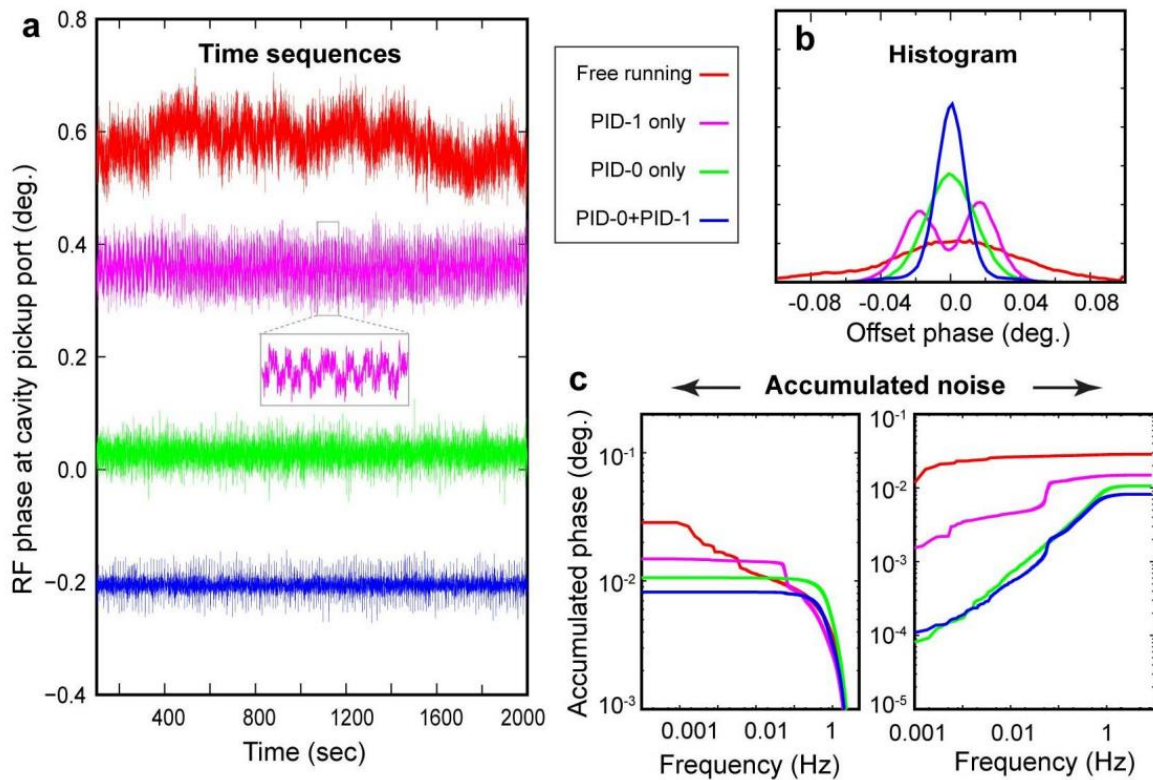 a
Time sequences
RF phase at cavity pickup port (deg.)
0.8
0.6
0.4
0.2
0.0
−0.2
−0.4
400 800 1200 1600 2000
Time (sec)
Free running
PID-1 only
PID-0 only
PID-0+PID-1
b
Histogram
-0.08 -0.04 0.0 0.04 0.08
Offset phase (deg.)
c
Accumulated noise
Accumulated phase (deg.)
10-1
10-2
10-3
0.001 0.01 1
Frequency (Hz)
10-1
10-2
10-3
10-4
10-5
0.001 0.01 1
Frequency (Hz)